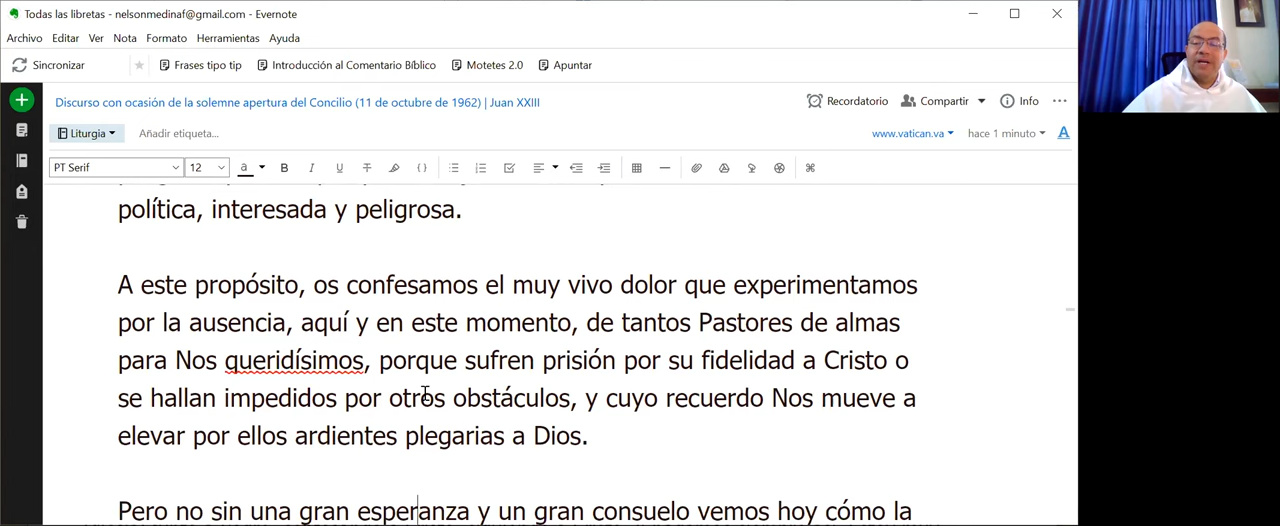 Todas las libretas - nelsonmedinaf@gmail.com - Evernote
Archivo Editar Ver Nota Formato Herramientas Ayuda
Sincronizar Frases tipo tip Introducción al Comentario Bíblico Motetes 2.0 Apuntar
Discurso con ocasión de la solemne apertura del Concilio (11 de octubre de 1962) | Juan XXIII Recordatorio Compartir Info
Liturgia Añadir etiqueta... www.vatican.va hace 1 minuto A
PT Serif 12 a B I U T { }
política, interesada y peligrosa.
A este propósito, os confesamos el muy vivo dolor que experimentamos
por la ausencia, aquí y en este momento, de tantos Pastores de almas
para Nos queridísimos, porque sufren prisión por su fidelidad a Cristo o
se hallan impedidos por otros obstáculos, y cuyo recuerdo Nos mueve a
elevar por ellos ardientes plegarias a Dios.
Pero no sin una gran esperanza y un gran consuelo vemos hoy cómo la